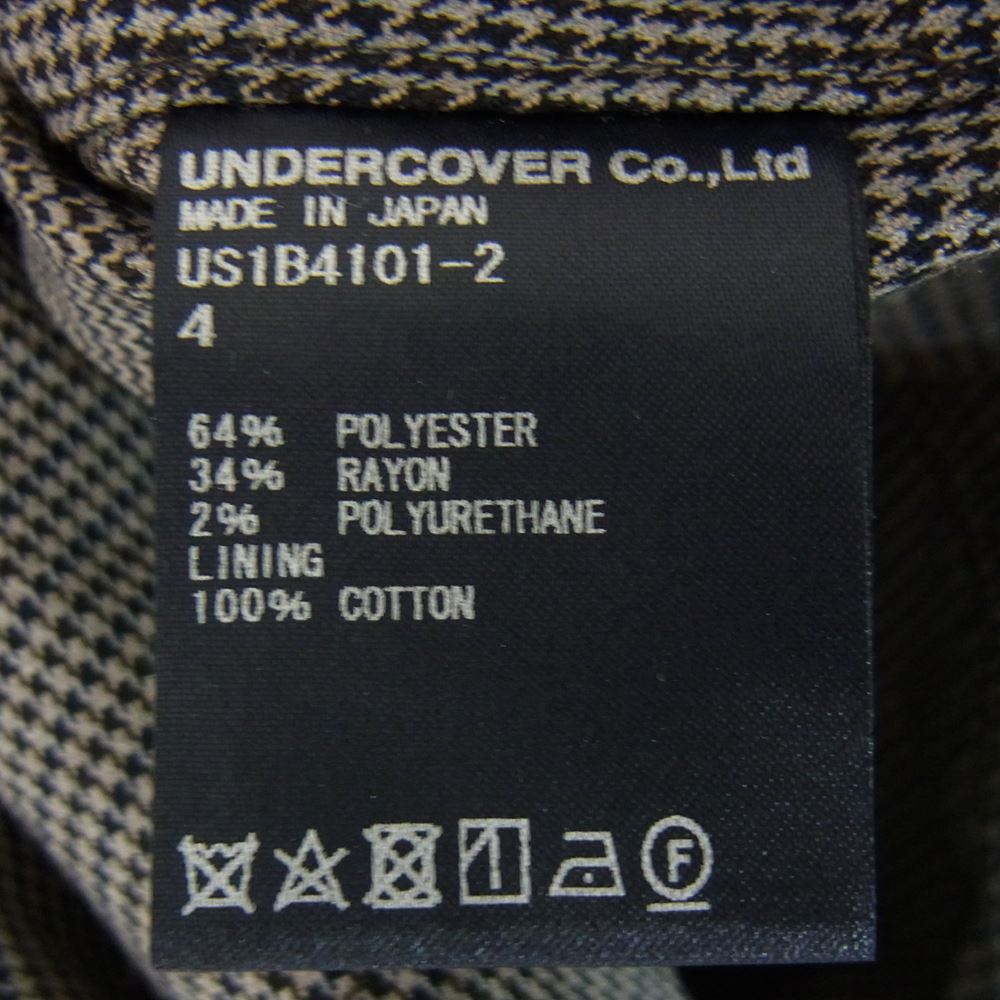 UNDERCOVER Co.,Ltd
MADE IN JAPAN
US1B4101-2
4
64% POLYESTER
34% RAYON
2% POLYURETHANE
LINING
100% COTTON
F